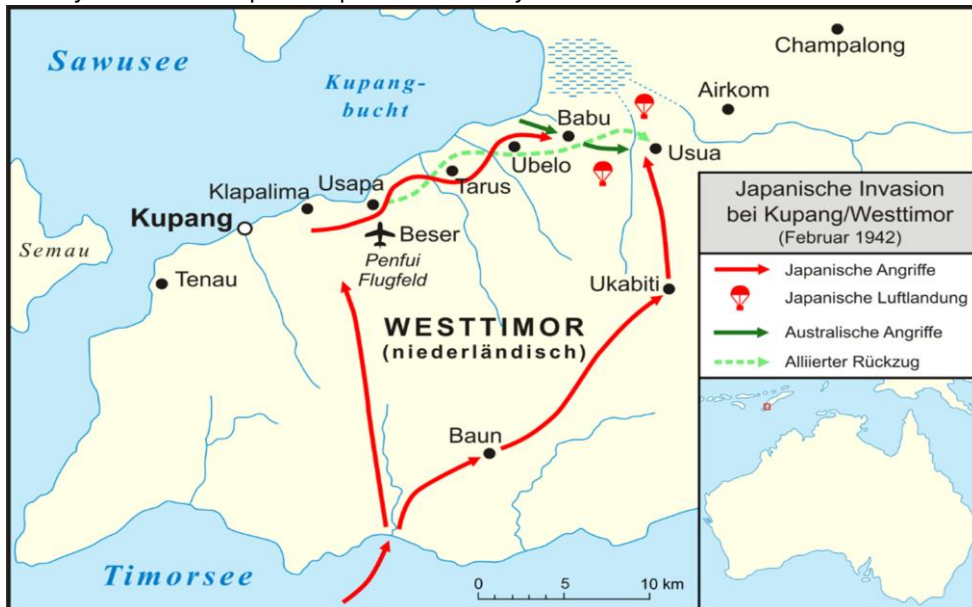 Sawusee
Kupang-
bucht
Champalong
Airkom
Babu
Ubelo
Usua
Tarus
Usapa
Klapalima
Kupang
Beser
Penfui
Flugfeld
Semau
Tenau
Ukabiti
WESTTIMOR
(niederländisch)
Baun
Timorsee
0 5 10 km
Japanische Invasion
bei Kupang/Westtimor
(Februar 1942)
Japanische Angriffe
Japanische Luftlandung
Australische Angriffe
Alliierter Rückzug